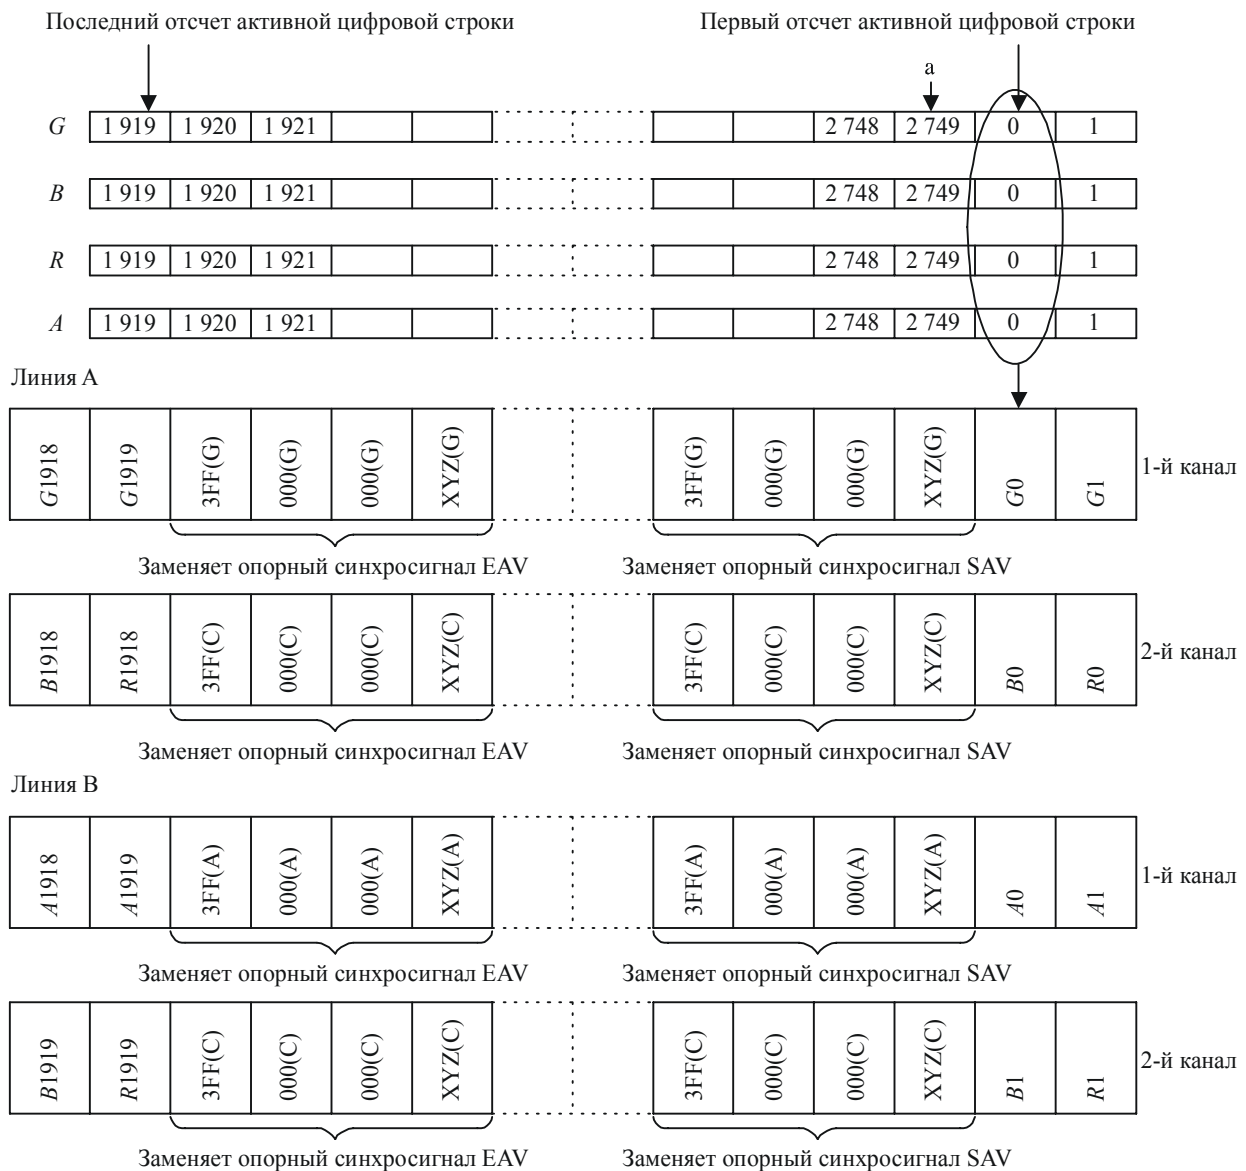 Последний отсчет активной цифровой строки Первый отсчет активной цифровой строки
a
G 1 919 1 920 1 921 2 748 2 749 0 1
B 1 919 1 920 1 921 2 748 2 749 0 1
R 1 919 1 920 1 921 2 748 2 749 0 1
A 1 919 1 920 1 921 2 748 2 749 0 1
Линия A
G1918 G1919 3FF(G) 000(G) 000(G) XYZ(G) 3FF(G) 000(G) 000(G) XYZ(G) G0 G1 1-й канал
Заменяет опорный синхросигнал EAV Заменяет опорный синхросигнал SAV
B1918 R1918 3FF(C) 000(C) 000(C) XYZ(C) 3FF(C) 000(C) 000(C) XYZ(C) B0 R0 2-й канал
Заменяет опорный синхросигнал EAV Заменяет опорный синхросигнал SAV
Линия B
A1918 A1919 3FF(A) 000(A) 000(A) XYZ(A) 3FF(A) 000(A) 000(A) XYZ(A) A0 A1 1-й канал
Заменяет опорный синхросигнал EAV Заменяет опорный синхросигнал SAV
B1919 R1919 3FF(C) 000(C) 000(C) XYZ(C) 3FF(C) 000(C) 000(C) XYZ(C) B1 R1 2-й канал
Заменяет опорный синхросигнал EAV Заменяет опорный синхросигнал SAV